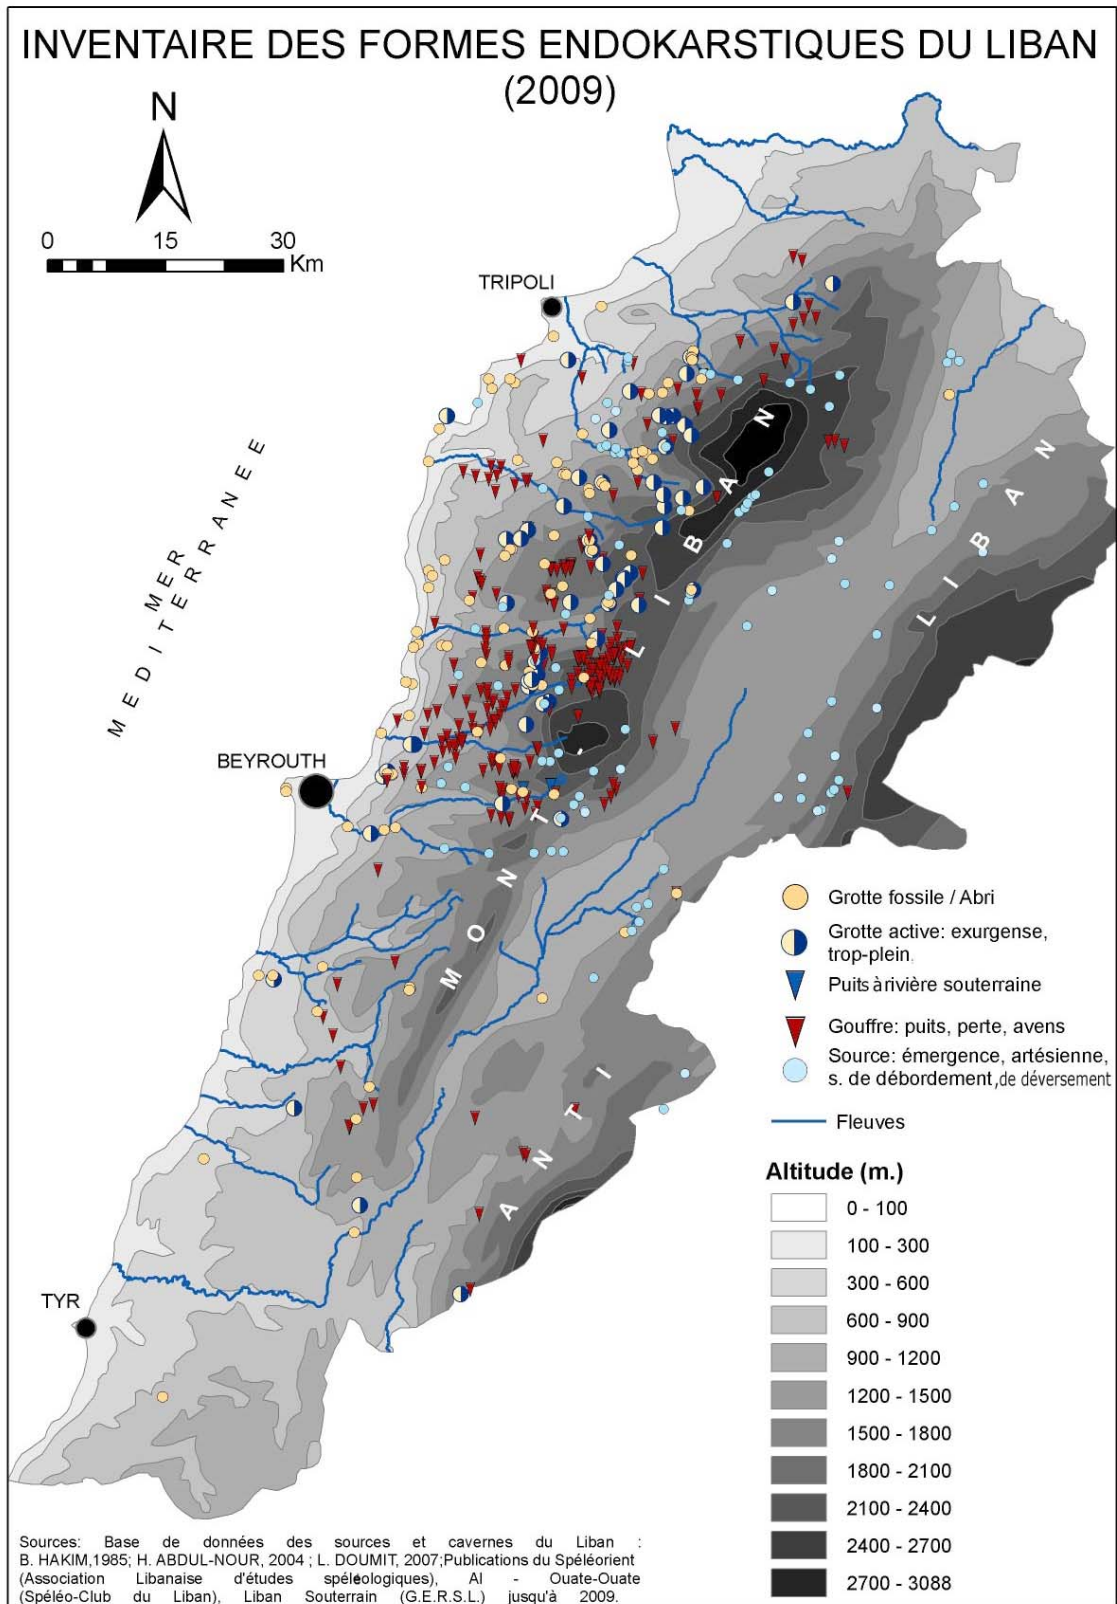 INVENTAIRE DES FORMES ENDOKARSTIQUES DU LIBAN
(2009)
N
0 15 30
Km
TRIPOLI
MER
MEDITERRANEE
BEYROUTH
MONT-LIBAN
ANTI LIBAN
TYR
Grotte fossile / Abri
Grotte active: exurgense,
trop-plein
Puits àrivière souterraine
Gouffre: puits, perte, avens
Source: émergence, artésienne,
s. de débordement ,de déversement
Fleuves
Altitude (m.)
0 - 100
100 - 300
300 - 600
600 - 900
900 - 1200
1200 - 1500
1500 - 1800
1800 - 2100
2100 - 2400
2400 - 2700
2700 - 3088
Sources: Base de données des sources et cavernes du Liban :
B. HAKIM,1985; H. ABDUL-NOUR, 2004 ; L. DOUMIT, 2007;Publications du Spéléorient
(Association Libanaise d'études spéléologiques), Al - Ouate-Ouate
(Spéléo-Club du Liban), Liban Souterrain (G.E.R.S.L.) jusqu'à 2009.